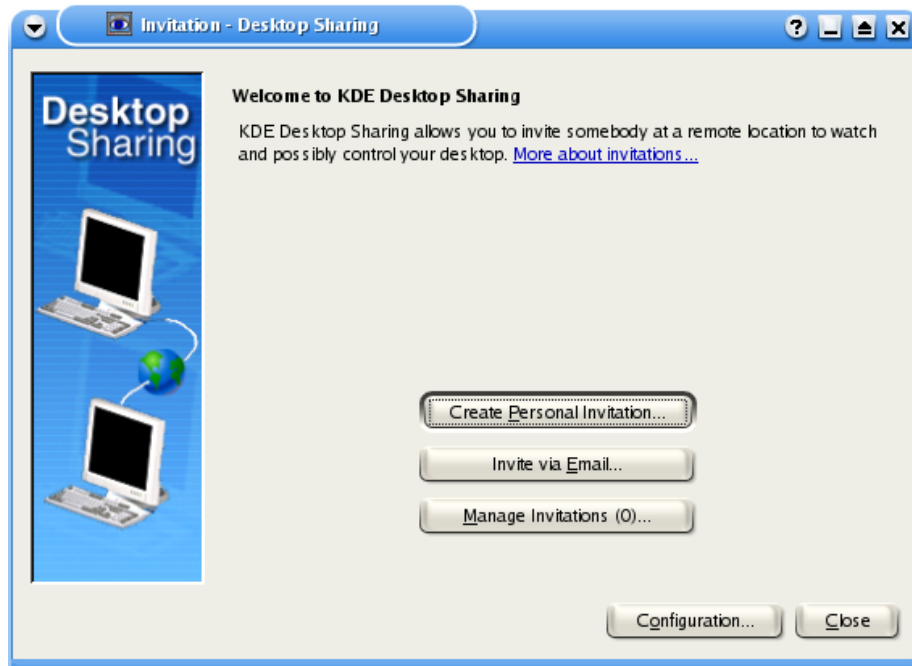 Invitation - Desktop Sharing
Desktop
Sharing
Welcome to KDE Desktop Sharing
KDE Desktop Sharing allows you to invite somebody at a remote location to watch
and possibly control your desktop. More about invitations...
Create Personal Invitation...
Invite via Email...
Manage Invitations (0)...
Configuration...
Close